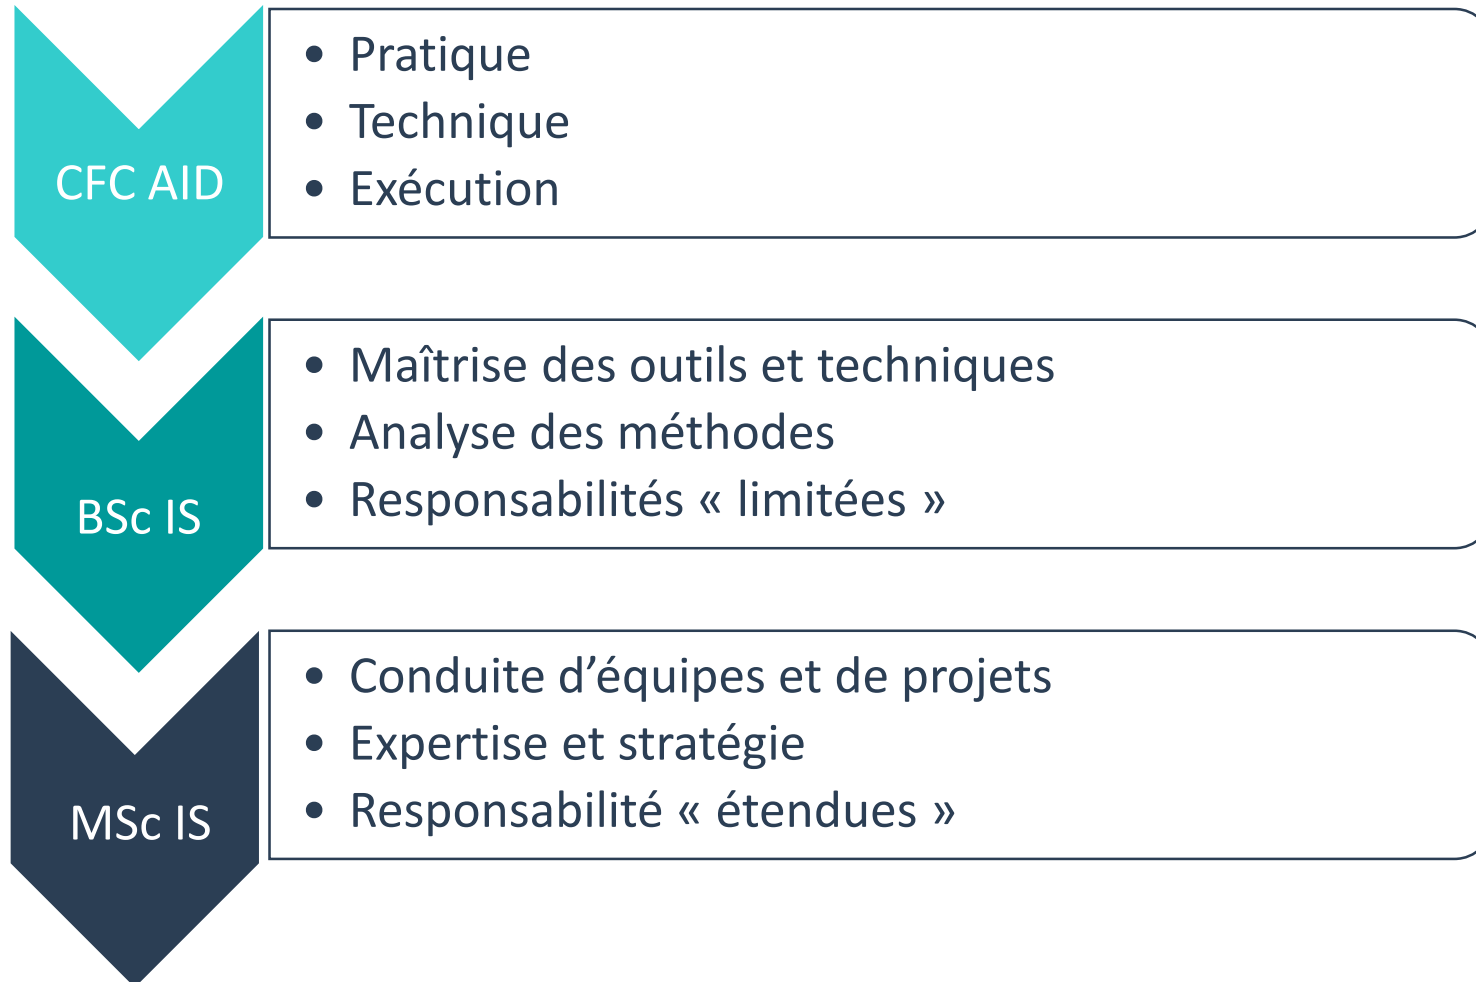 CFC AID
• Pratique
• Technique
• Exécution
BSc IS
• Maîtrise des outils et techniques
• Analyse des méthodes
• Responsabilités « limitées »
MSc IS
• Conduite d’équipes et de projets
• Expertise et stratégie
• Responsabilité « étendues »